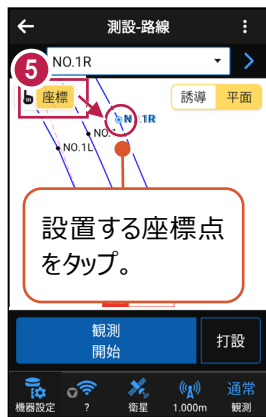 測設-路線
NO.1R
5
座標
誘導 平面
NO.1R
NO.
NO.1L
設置する座標点
をタップ。
観測
開始
打設
機器設定 ? 衛星 1.000m 通常
観測